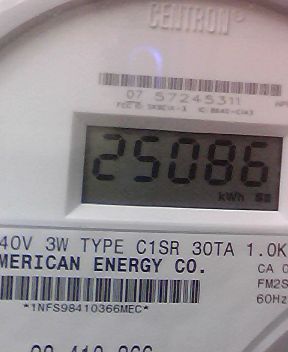 CENTRON®
07 57245311
25086
kWh
40V 3W TYPE C1SR 30TA 1.0K
MERICAN ENERGY CO.
CA 0
FM2S
60Hz
*1NFS98410366MEC*